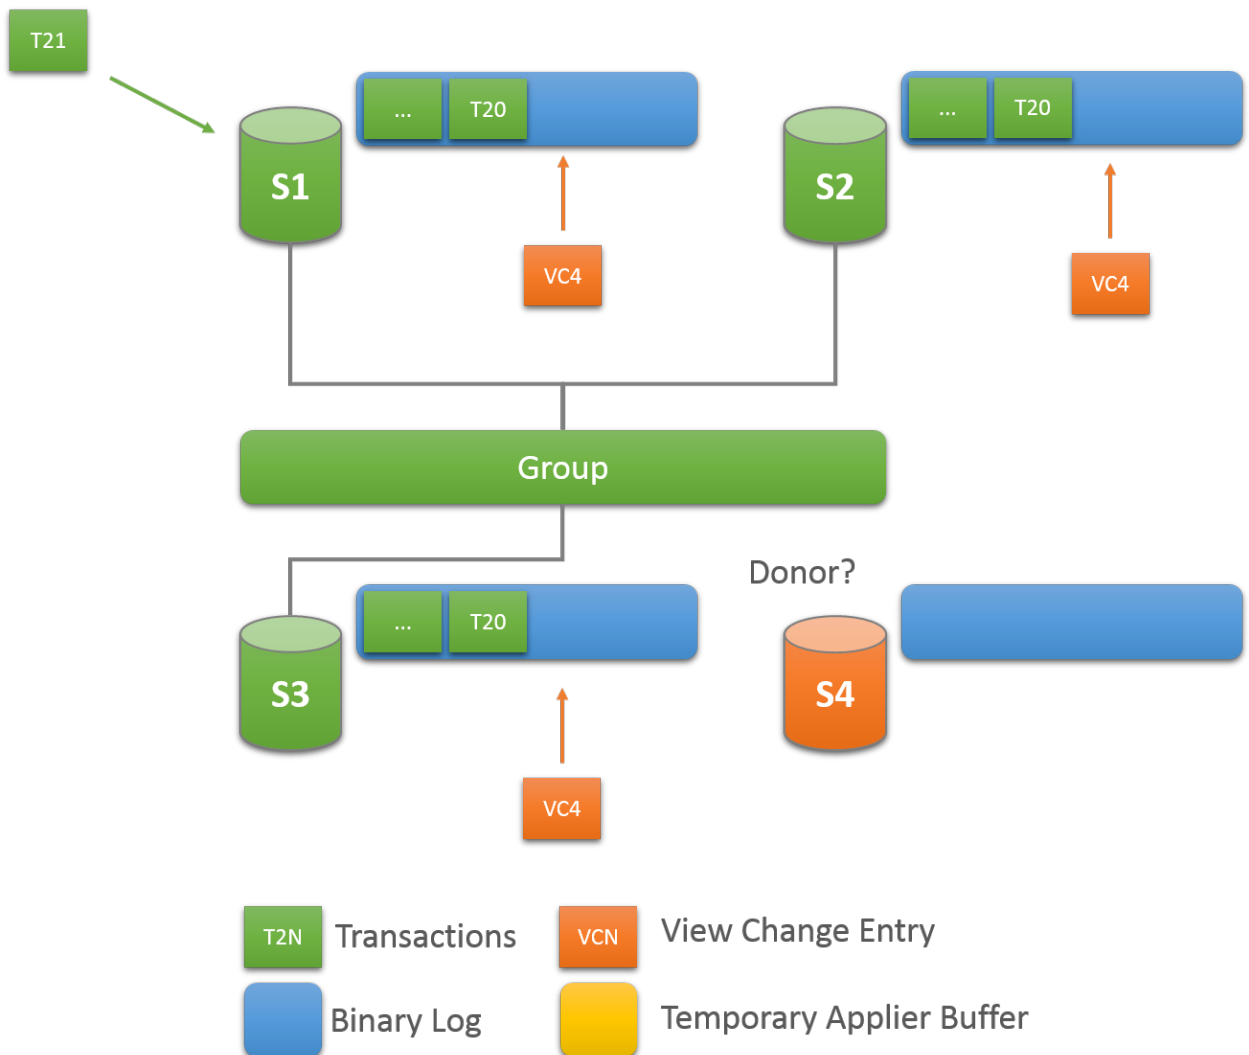 T21
... T20
... T20
S1
S2
VC4
VC4
Group
Donor?
... T20
S3
S4
VC4
T2N Transactions
VCN View Change Entry
Binary Log
Temporary Applier Buffer